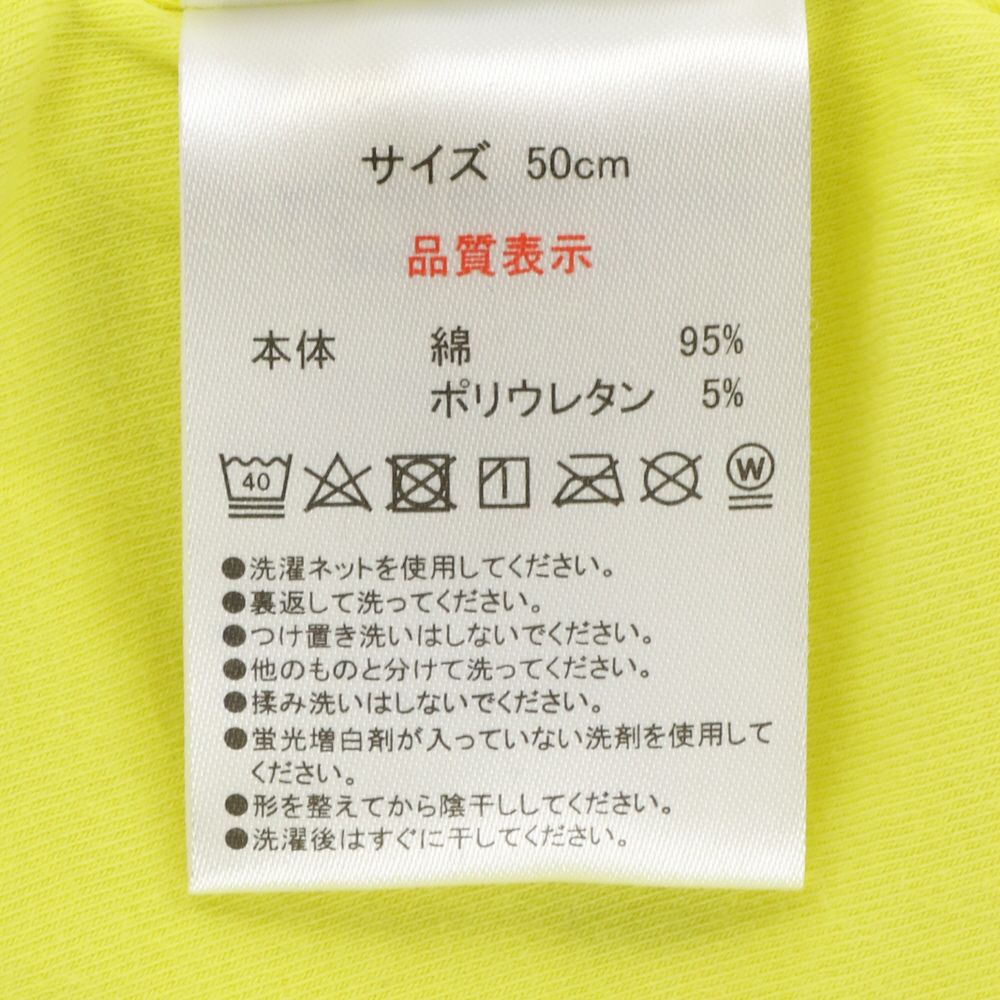 サイズ 50cm
品質表示
本体 綿 95%
ポリウレタン 5%
40 W
●洗濯ネットを使用してください。
●裏返して洗ってください。
●つけ置き洗いはしないでください。
●他のものと分けて洗ってください。
●揉み洗いはしないでください。
●蛍光増白剤が入っていない洗剤を使用して
ください。
●形を整えてから陰干ししてください。
●洗濯後はすぐに干してください。